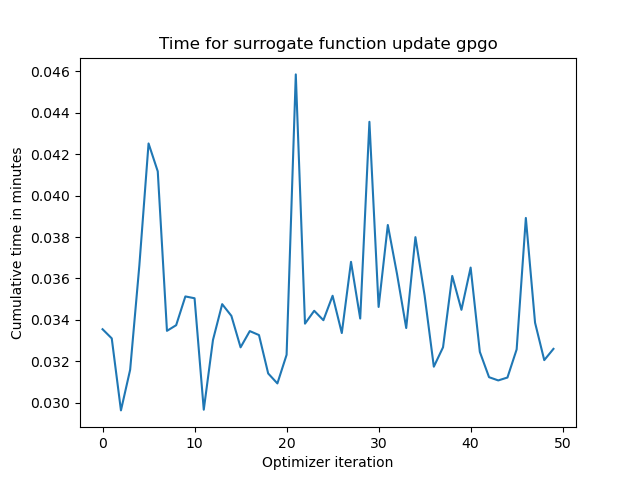 Time for surrogate function update gpgo
Cumulative time in minutes
0.046
0.044
0.042
0.040
0.038
0.036
0.034
0.032
0.030
0 10 20 30 40 50
Optimizer iteration